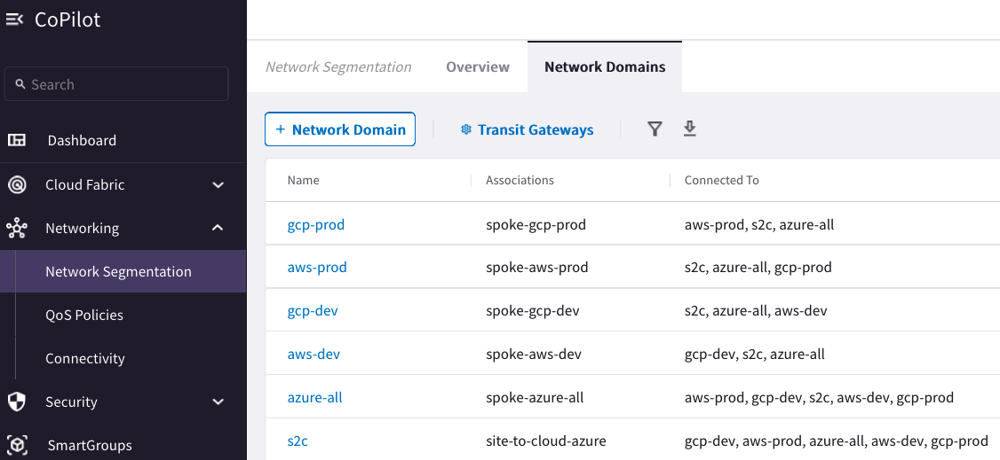 CoPilot
Search
Dashboard
Cloud Fabric
Networking
Network Segmentation
QoS Policies
Connectivity
Security
SmartGroups
Network Segmentation Overview Network Domains
+ Network Domain Transit Gateways
Name Associations Connected To
gcp-prod spoke-gcp-prod aws-prod, s2c, azure-all
aws-prod spoke-aws-prod s2c, azure-all, gcp-prod
gcp-dev spoke-gcp-dev s2c, azure-all, aws-dev
aws-dev spoke-aws-dev gcp-dev, s2c, azure-all
azure-all spoke-azure-all aws-prod, gcp-dev, s2c, aws-dev, gcp-prod
s2c site-to-cloud-azure gcp-dev, aws-prod, azure-all, aws-dev, gcp-prod